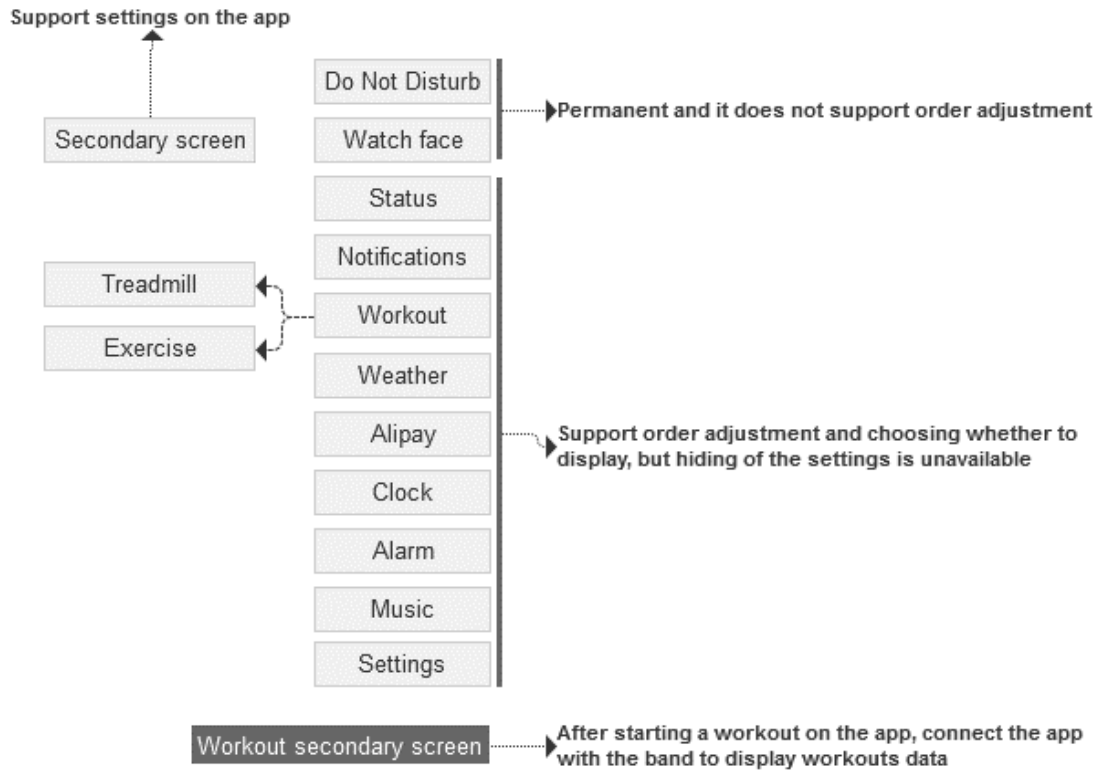 Support settings on the app
Do Not Disturb
Permanent and it does not support order adjustment
Secondary screen
Watch face
Status
Notifications
Treadmill
Workout
Exercise
Weather
Alipay
Support order adjustment and choosing whether to
display, but hiding of the settings is unavailable
Clock
Alarm
Music
Settings
Workout secondary screen
After starting a workout on the app, connect the app
with the band to display workouts data